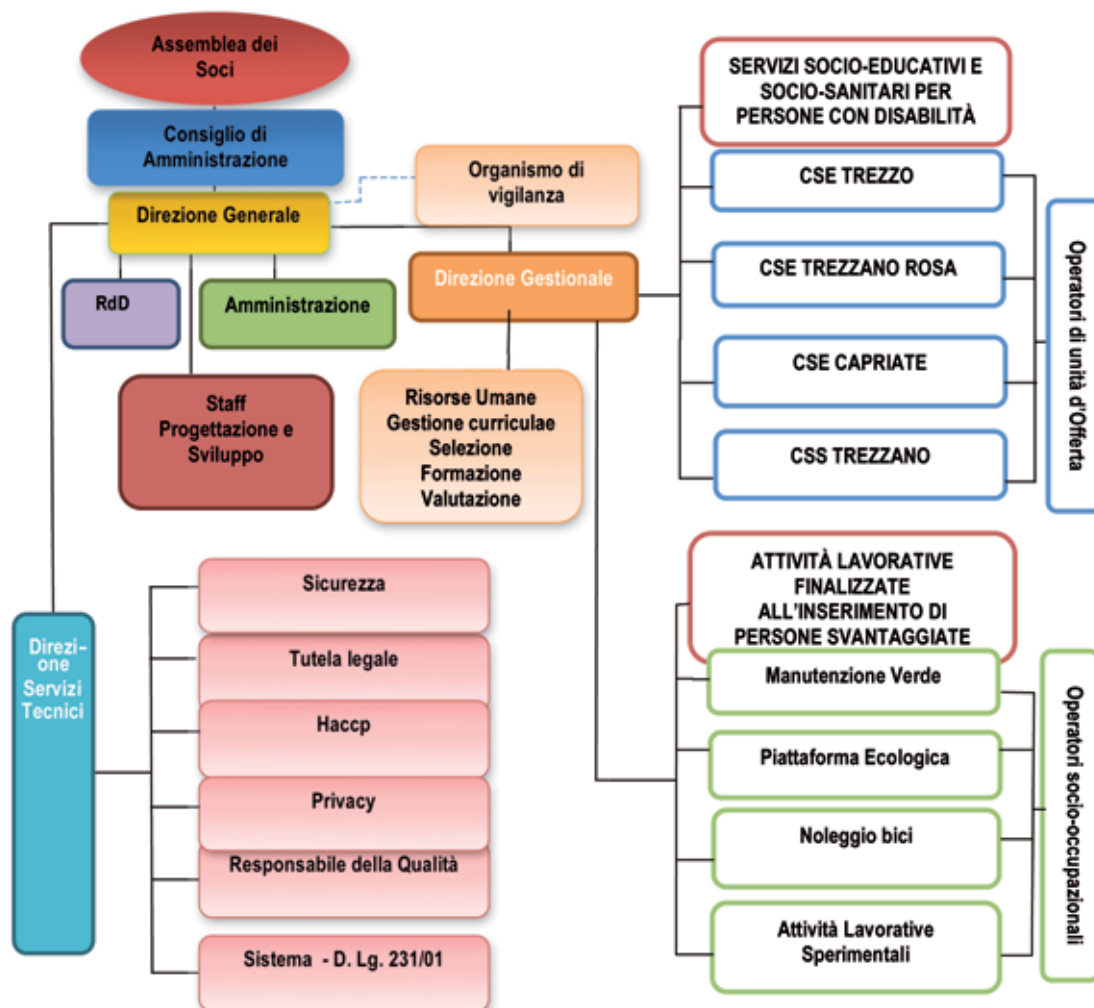 Assemblea dei
Soci
Consiglio di
Amministrazione
Organismo di
vigilanza
Direzione Generale
Direzione Gestionale
RdD
Amministrazione
Staff
Progettazione e
Sviluppo
Risorse Umane
Gestione curriculae
Selezione
Formazione
Valutazione
SERVIZI SOCIO-EDUCATIVI E
SOCIO-SANITARI PER
PERSONE CON DISABILITÀ
CSE TREZZO
CSE TREZZANO ROSA
CSE CAPRIATE
CSS TREZZANO
Operatori di unità d'Offerta
Direzi-
one
Servizi
Tecnici
Sicurezza
Tutela legale
Haccp
Privacy
Responsabile della Qualità
Sistema - D. Lg. 231/01
ATTIVITÀ LAVORATIVE
FINALIZZATE
ALL'INSERIMENTO DI
PERSONE SVANTAGGIATE
Manutenzione Verde
Piattaforma Ecologica
Noleggio bici
Attività Lavorative
Sperimentali
Operatori socio-occupazionali